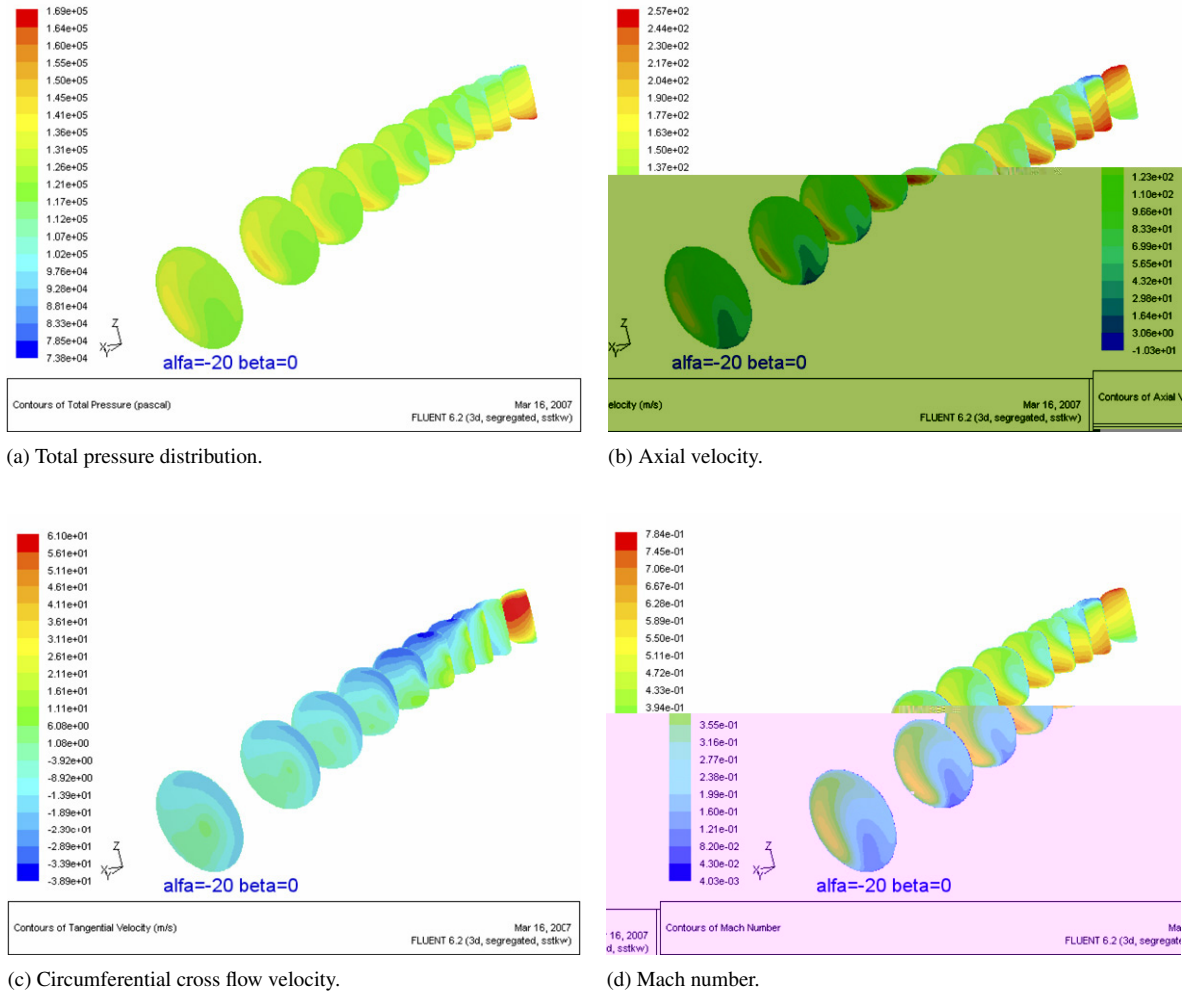 1.69e+05
1.64e+05
1.60e+05
1.55e+05
1.50e+05
1.45e+05
1.41e+05
1.36e+05
1.31e+05
1.26e+05
1.21e+05
1.17e+05
1.12e+05
1.07e+05
1.02e+05
9.76e+04
9.28e+04
8.81e+04
8.33e+04
7.85e+04
7.38e+04
Z
X
Y
alfa=-20 beta=0
Contours of Total Pressure (pascal)
Mar 16, 2007
FLUENT 6.2 (3d, segregated, sstkw)
(a) Total pressure distribution.
2.57e+02
2.44e+02
2.30e+02
2.17e+02
2.04e+02
1.90e+02
1.77e+02
1.63e+02
1.50e+02
1.37e+02
1.23e+02
1.10e+02
9.66e+01
8.33e+01
6.99e+01
5.65e+01
4.32e+01
2.98e+01
1.64e+01
3.06e+00
-1.03e+01
Z
X
Y
alfa=-20 beta=0
elocity (m/s)
Mar 16, 2007
FLUENT 6.2 (3d, segregated, sstkw)
Contours of Axial V
(b) Axial velocity.
6.10e+01
5.61e+01
5.11e+01
4.61e+01
4.11e+01
3.61e+01
3.11e+01
2.61e+01
2.11e+01
1.61e+01
1.11e+01
6.08e+00
1.08e+00
-3.92e+00
-8.92e+00
-1.39e+01
-1.89e+01
-3.39e+01
-3.89e+01
Z
X
Y
alfa=-20 beta=0
Contours of Tangential Velocity (m/s)
Mar 16, 2007
FLUENT 6.2 (3d, segregated, sstkw)
(c) Circumferential cross flow velocity.
7.84e-01
7.45e-01
7.06e-01
6.67e-01
6.28e-01
5.89e-01
5.50e-01
5.11e-01
4.72e-01
4.33e-01
3.94e-01
3.55e-01
3.16e-01
2.77e-01
2.38e-01
1.99e-01
1.60e-01
1.21e-01
8.20e-02
4.30e-02
4.03e-03
Z
X
Y
alfa=-20 beta=0
16, 2007
d, sstkw)
Contours of Mach Number
Ma
FLUENT 6.2 (3d, segregate
(d) Mach number.